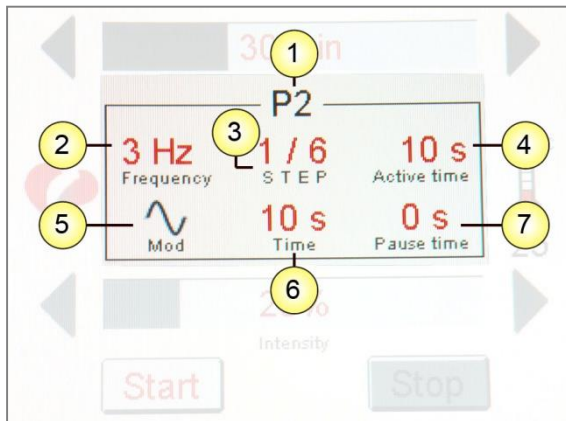 30 min
1
P2
2
3
4
3 Hz
1 / 6
10 s
Frequency
STEP
Active time
5
7
10 s
0 s
Mod
Time
Pause time
6
Intensity
Start
Stop